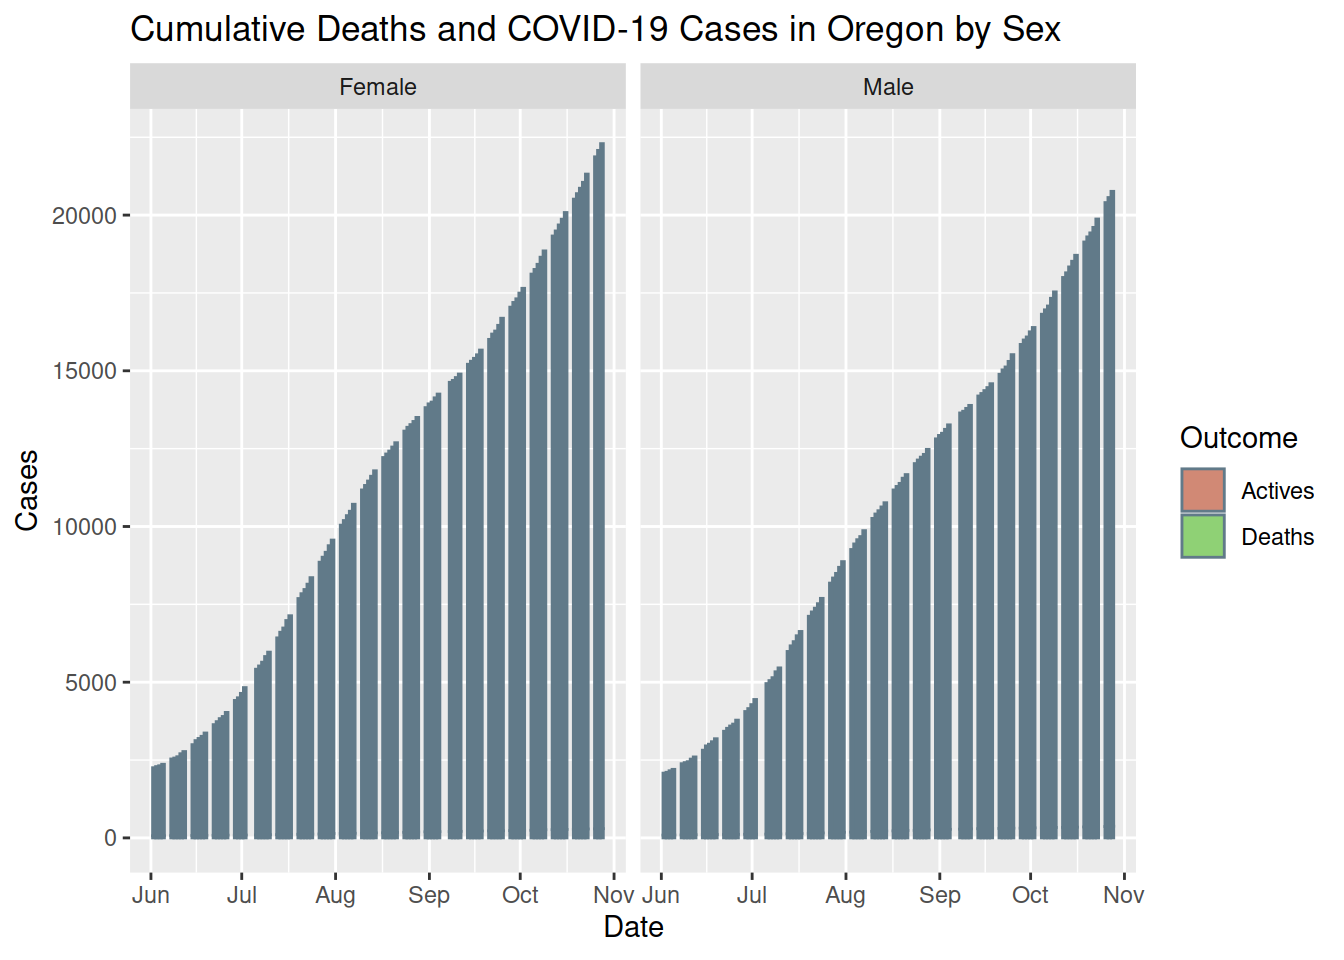 Cumulative Deaths and COVID-19 Cases in Oregon by Sex
Female
Male
20000
15000
10000
5000
0
Cases
Jun Jul Aug Sep Oct Nov
Jun Jul Aug Sep Oct Nov
Date
Outcome
Actives
Deaths